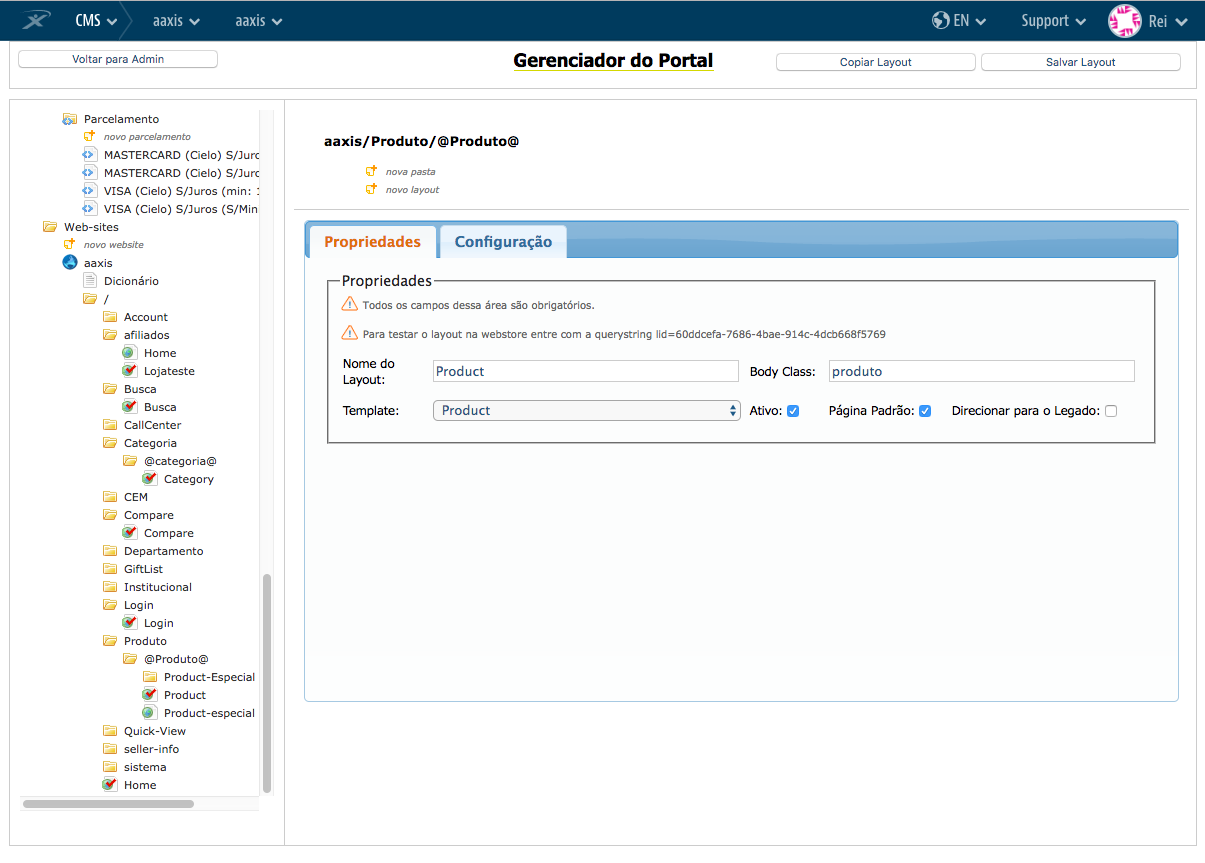 CMS aaxis aaxis EN Support Rei
Voltar para Admin
Gerenciador do Portal
Copiar Layout
Salvar Layout
Parcelamento
novo parcelamento
MASTERCARD (Cielo) S/Juro
MASTERCARD (Cielo) S/Juro
VISA (Cielo) S/Juros (min: 1
VISA (Cielo) S/Juros (S/Min
Web-sites
novo website
aaxis
Dicionário
/
Account
afiliados
Home
Lojateste
Busca
Busca
CallCenter
Categoria
@categoria@
Category
CEM
Compare
Compare
Departamento
GiftList
Institucional
Login
Login
Produto
@Produto@
Product-Especial
Product
Product-especial
Quick-View
seller-info
sistema
Home
aaxis/Produto/@Produto@
nova pasta
novo layout
Propriedades
Configuração
Propriedades
Todos os campos dessa área são obrigatórios.
Para testar o layout na webstore entre com a querystring lid=60ddcefa-7686-4bae-914c-4dcb668f5769
Nome do
Layout:
Product
Body Class:
produto
Template:
Product
Ativo:
Página Padrão:
Direcionar para o Legado: